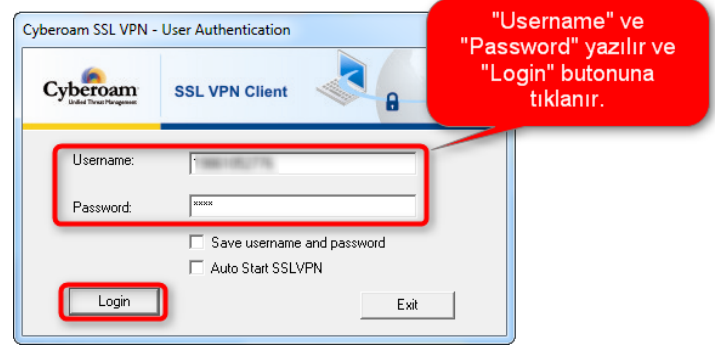 Cyberoam SSL VPN - User Authentication
"Username" ve
"Password" yazılır ve
"Login" butonuna
tıklanır.
Cyberoam
Unified Threat Management
SSL VPN Client
Username:
Password:
xxxx
Save username and password
Auto Start SSLVPN
Login
Exit